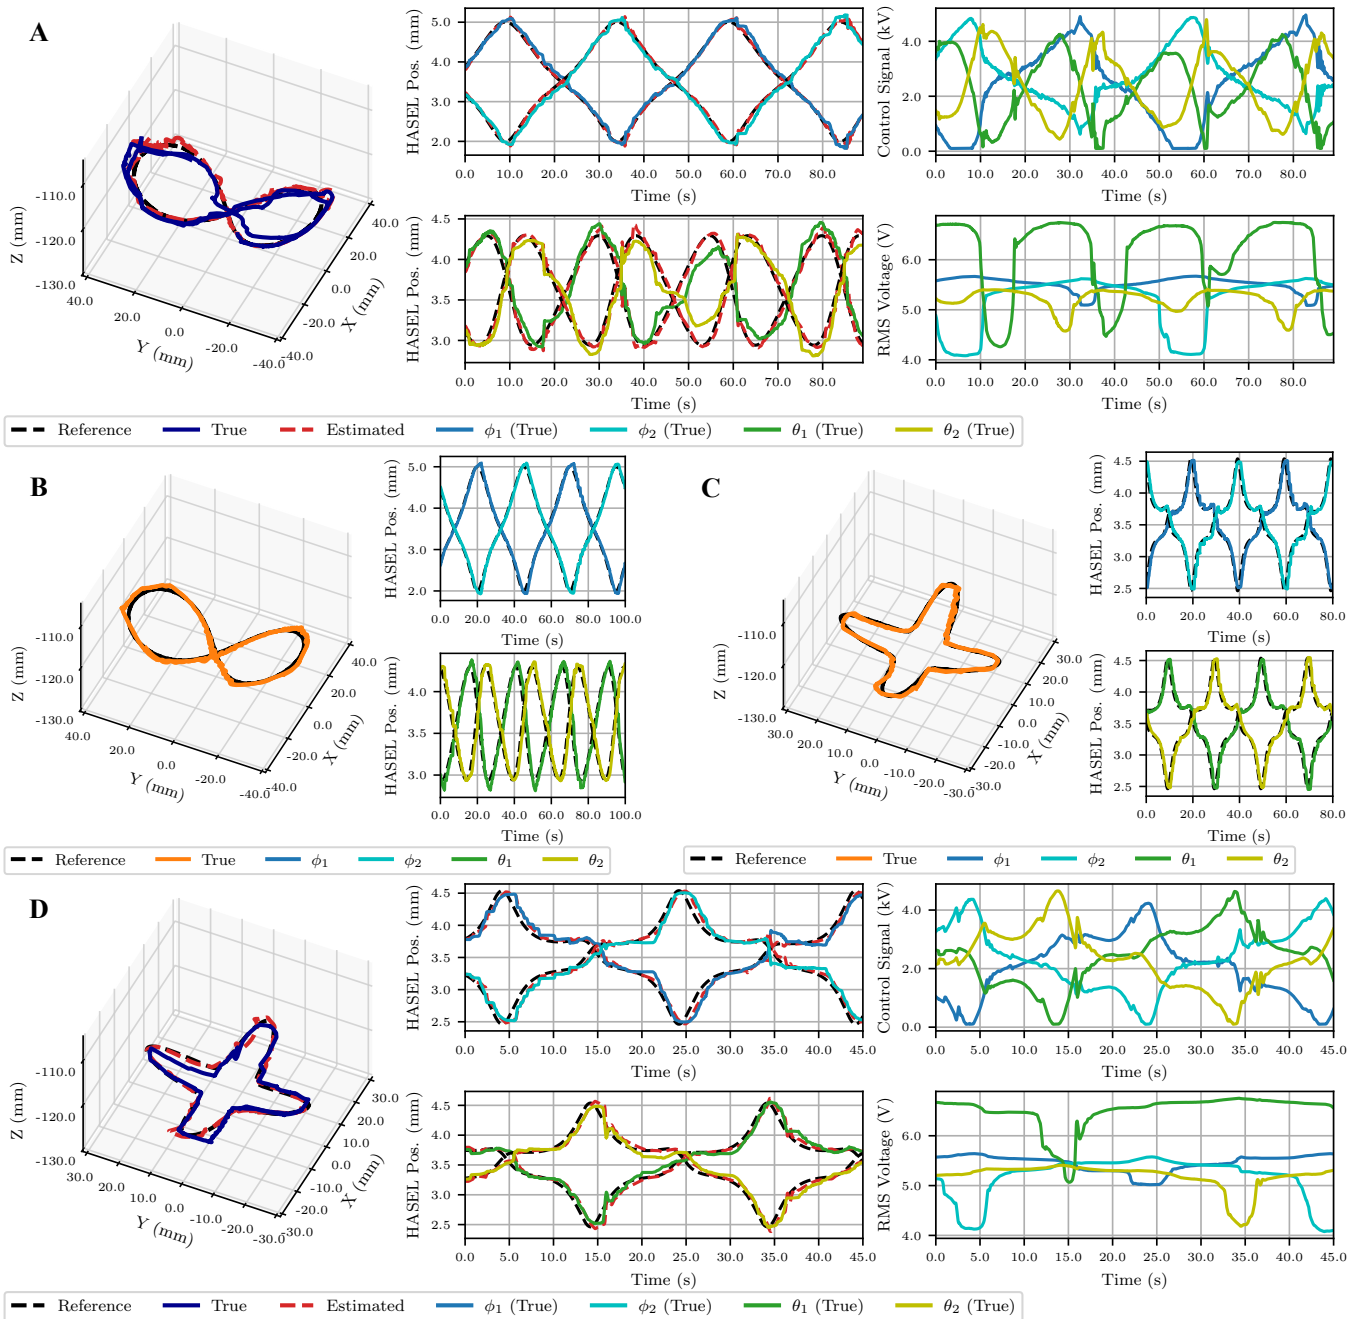 A
Z (mm)
-110.0
-120.0
-130.0
40.0
20.0
0.0
-20.0
-40.0
Y (mm)
40.0
20.0
0.0
-20.0
-40.0
X (mm)
HASEL Pos. (mm)
5.0
4.0
3.0
2.0
0.0 10.0 20.0 30.0 40.0 50.0 60.0 70.0 80.0
Time (s)
Control Signal (kV)
4.0
2.0
0.0
0.0 10.0 20.0 30.0 40.0 50.0 60.0 70.0 80.0
Time (s)
HASEL Pos. (mm)
4.5
4.0
3.5
3.0
0.0 10.0 20.0 30.0 40.0 50.0 60.0 70.0 80.0
Time (s)
RMS Voltage (V)
6.0
5.0
4.0
0.0 10.0 20.0 30.0 40.0 50.0 60.0 70.0 80.0
Time (s)
Reference True Estimated ϕ₁ (True) ϕ₂ (True) θ₁ (True) θ₂ (True)
B
Z (mm)
-110.0
-120.0
-130.0
40.0
20.0
0.0
-20.0
-40.0
Y (mm)
40.0
20.0
0.0
-20.0
-40.0
X (mm)
HASEL Pos. (mm)
5.0
4.0
3.0
2.0
0.0 20.0 40.0 60.0 80.0 100.0
Time (s)
HASEL Pos. (mm)
4.0
3.5
3.0
0.0 20.0 40.0 60.0 80.0 100.0
Time (s)
Reference True ϕ₁ ϕ₂ θ₁ θ₂
C
Z (mm)
-110.0
-120.0
-130.0
30.0
20.0
10.0
0.0
-10.0
-20.0
-30.0
Y (mm)
30.0
20.0
10.0
0.0
-10.0
-20.0
-30.0
X (mm)
HASEL Pos. (mm)
4.5
4.0
3.5
3.0
2.5
0.0 20.0 40.0 60.0 80.0
Time (s)
HASEL Pos. (mm)
4.5
4.0
3.5
3.0
2.5
0.0 20.0 40.0 60.0 80.0
Time (s)
Reference True ϕ₁ ϕ₂ θ₁ θ₂
D
Z (mm)
-110.0
-120.0
-130.0
30.0
20.0
10.0
0.0
-10.0
-20.0
-30.0
Y (mm)
30.0
20.0
10.0
0.0
-10.0
-20.0
-30.0
X (mm)
HASEL Pos. (mm)
4.5
4.0
3.5
3.0
2.5
0.0 5.0 10.0 15.0 20.0 25.0 30.0 35.0 40.0 45.0
Time (s)
Control Signal (kV)
4.0
2.0
0.0
0.0 5.0 10.0 15.0 20.0 25.0 30.0 35.0 40.0 45.0
Time (s)
HASEL Pos. (mm)
4.5
4.0
3.5
3.0
2.5
0.0 5.0 10.0 15.0 20.0 25.0 30.0 35.0 40.0 45.0
Time (s)
RMS Voltage (V)
6.0
5.0
4.0
0.0 5.0 10.0 15.0 20.0 25.0 30.0 35.0 40.0 45.0
Time (s)
Reference True Estimated ϕ₁ (True) ϕ₂ (True) θ₁ (True) θ₂ (True)